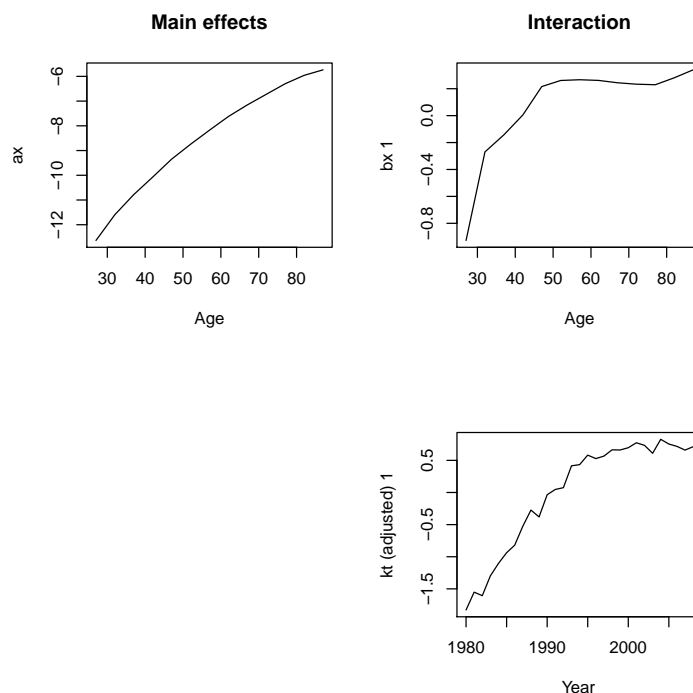 Main effects
ax
−12
−10
−8
−6
30 40 50 60 70 80
Age
Interaction
bx 1
−0.8
−0.4
0.0
30 40 50 60 70 80
Age
kt (adjusted) 1
−1.5
−0.5
0.5
1980 1990 2000
Year